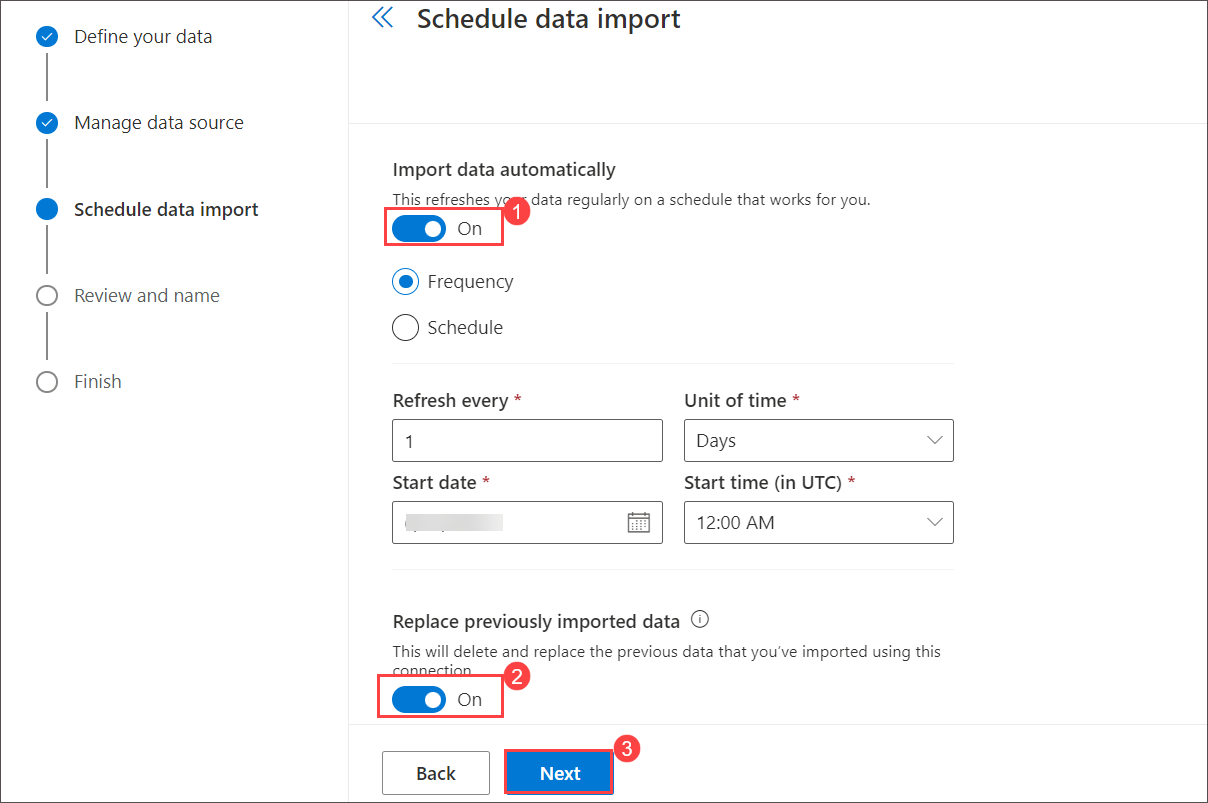 Define your data
Manage data source
Schedule data import
Review and name
Finish
Schedule data import
Import data automatically
This refreshes your data regularly on a schedule that works for you.
1
On
Frequency
Schedule
Refresh every *
Unit of time *
1
Days
Start date *
Start time (in UTC) *
12:00 AM
Replace previously imported data
This will delete and replace the previous data that you've imported using this
connection
2
On
3
Back
Next